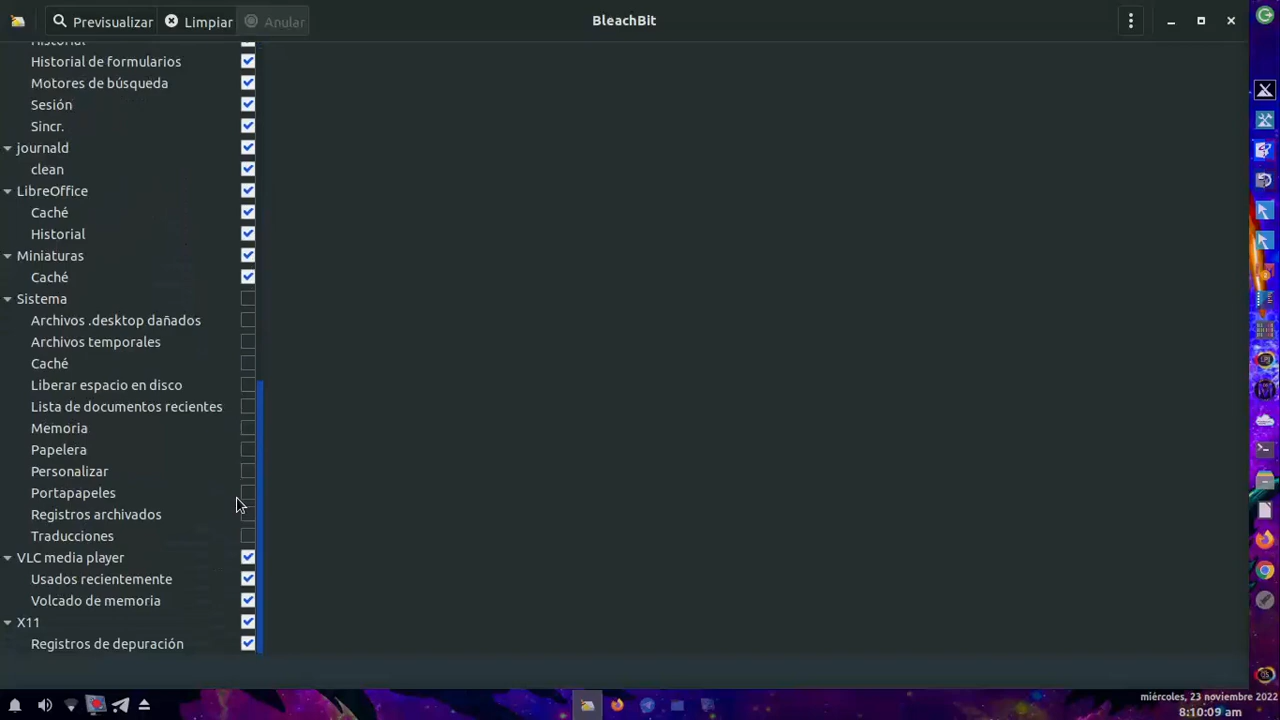 Previsualizar Limpiar Anular BleachBit
Historial
Historial de formularios
Motores de búsqueda
Sesión
Sincr.
journald
clean
LibreOffice
Caché
Historial
Miniaturas
Caché
Sistema
Archivos .desktop dañados
Archivos temporales
Caché
Liberar espacio en disco
Lista de documentos recientes
Memoria
Papelera
Personalizar
Portapapeles
Registros archivados
Traducciones
VLC media player
Usados recientemente
Volcado de memoria
X11
Registros de depuración
miércoles, 23 noviembre 2022
8:10:09 am